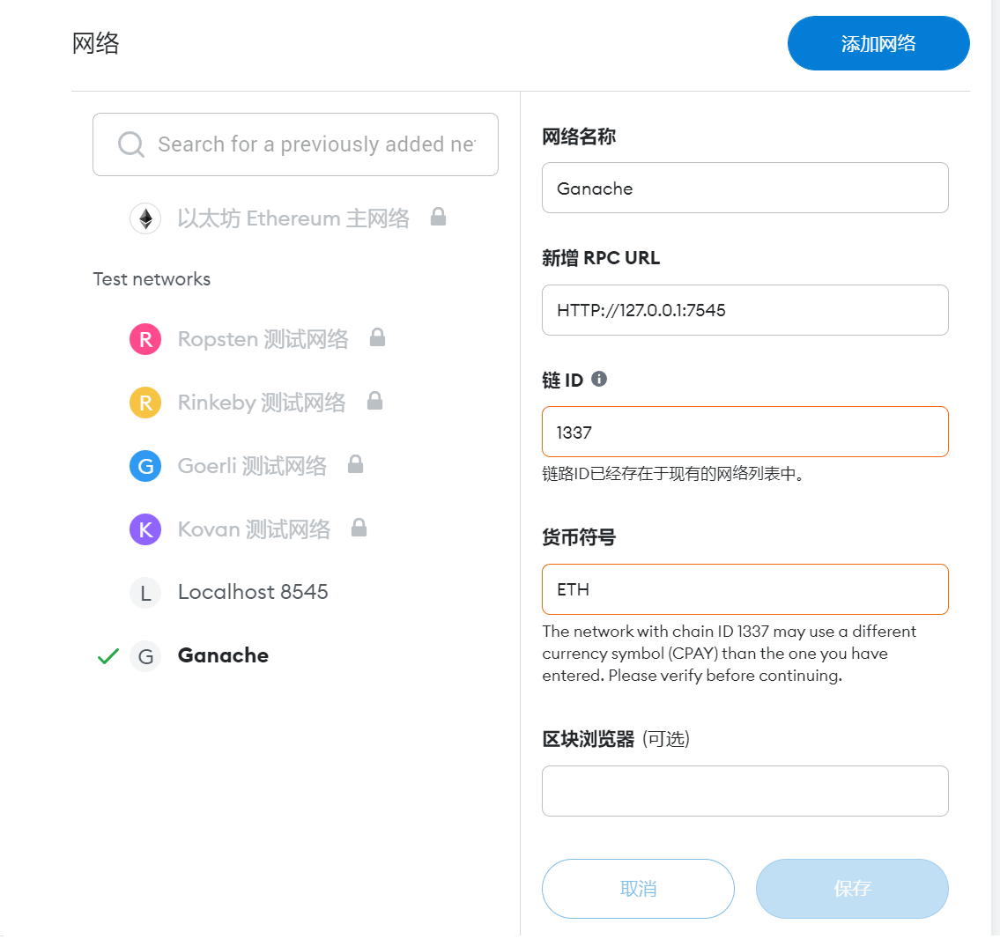 网络
添加网络
Search for a previously added ne
以太坊 Ethereum 主网络
Test networks
R
Ropsten 测试网络
R
Rinkeby 测试网络
G
Goerli 测试网络
K
Kovan 测试网络
L
Localhost 8545
G
Ganache
网络名称
Ganache
新增 RPC URL
HTTP://127.0.0.1:7545
链 ID
1337
链路ID已经存在于现有的网络列表中。
货币符号
ETH
The network with chain ID 1337 may use a different
currency symbol (CPAY) than the one you have
entered. Please verify before continuing.
区块浏览器 (可选)
取消
保存